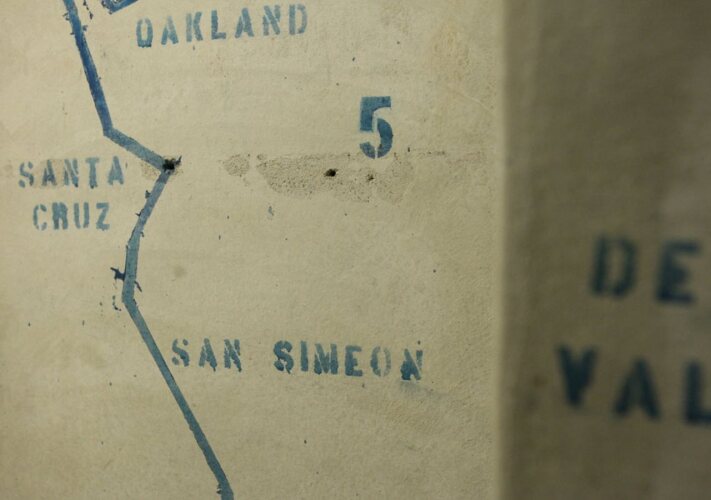 OAKLAND
5
SANTA
CRUZ
SAN SIMEON
DE
VAL